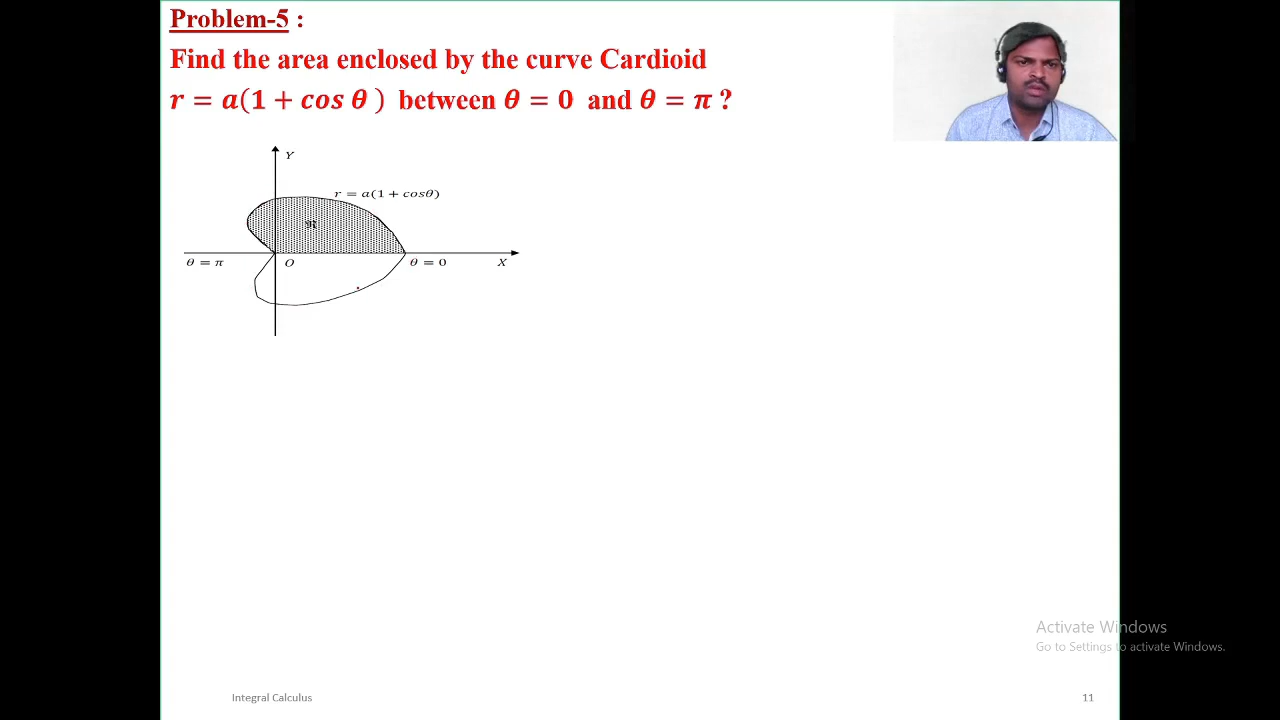 Problem-5 :
Find the area enclosed by the curve Cardioid
r = a(1 + cos θ ) between θ = 0 and θ = π ?
Y
r = a(1 + cosθ)
ℜ
θ = π
O
θ = 0
X
Activate Windows
Go to Settings to activate Windows.
Integral Calculus
11